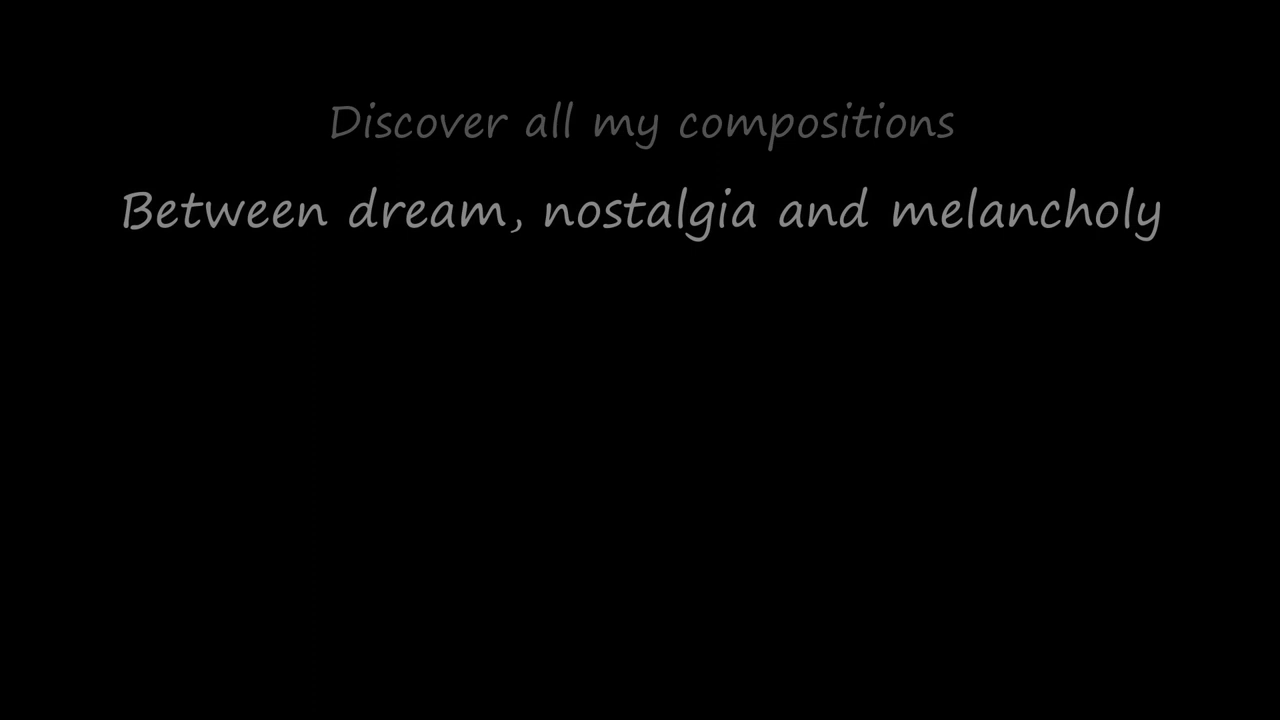 Discover all my compositions
Between dream, nostalgia and melancholy